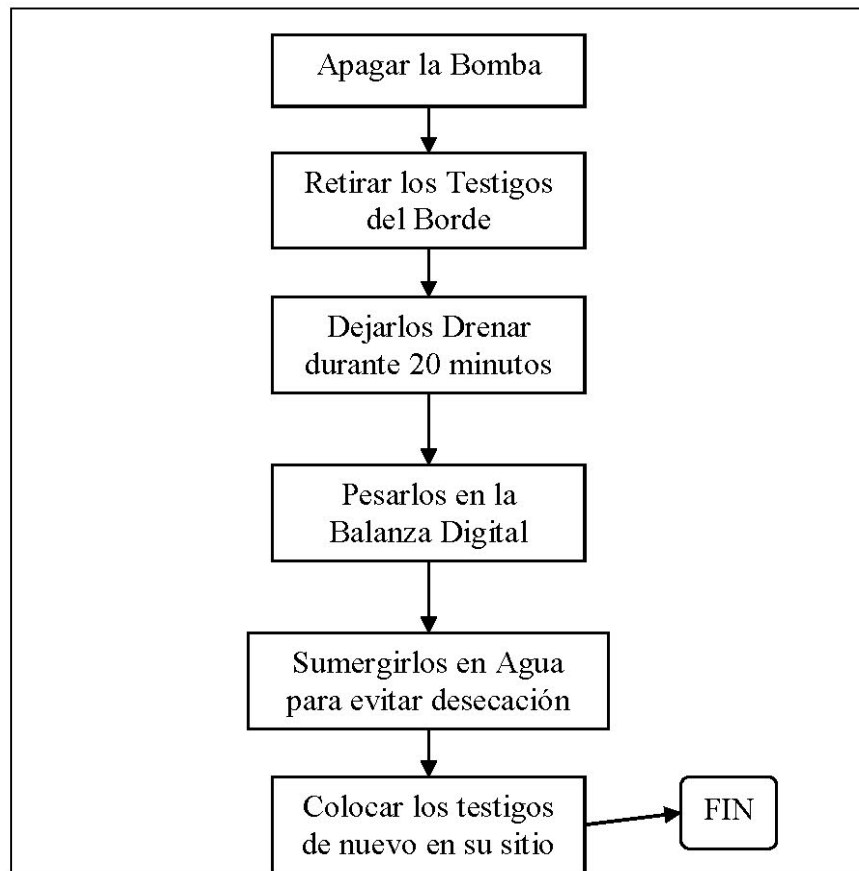 Apagar la Bomba
Retirar los Testigos
del Borde
Dejarlos Drenar
durante 20 minutos
Pesarlos en la
Balanza Digital
Sumergirlos en Agua
para evitar desecación
Colocar los testigos
de nuevo en su sitio
FIN